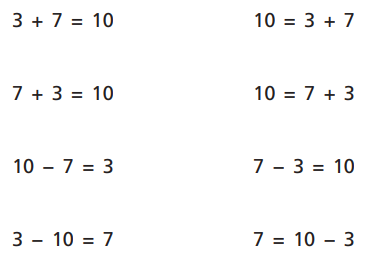 3 + 7 = 10 10 = 3 + 7
7 + 3 = 10 10 = 7 + 3
10 − 7 = 3 7 − 3 = 10
3 − 10 = 7 7 = 10 − 3